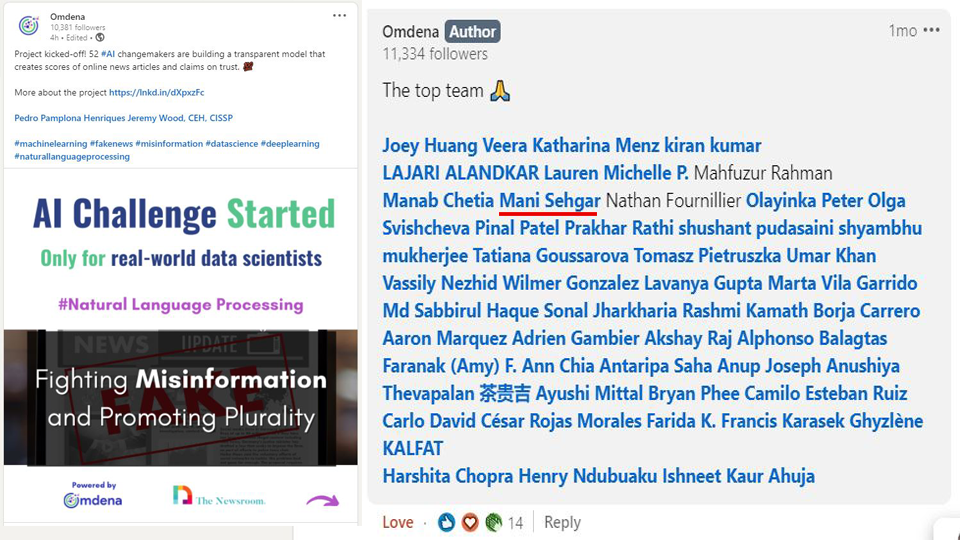 Omdena
10,381 followers
4h • Edited •
Project kicked-off! 52 #AI changemakers are building a transparent model that
creates scores of online news articles and claims on trust.
More about the project https://lnkd.in/dXpxzFc
Pedro Pamplona Henriques Jeremy Wood, CEH, CISSP
#machinelearning #fakenews #misinformation #datascience #deeplearning
#naturallanguageprocessing
AI Challenge Started
Only for real-world data scientists
#Natural Language Processing
NEWS UPDATE
FAKE
Fighting Misinformation
and Promoting Plurality
Powered by
Omdena
The Newsroom.
Omdena Author
1mo •••
11,334 followers
The top team 🙏
Joey Huang Veera Katharina Menz kiran kumar
LAJARI ALANDKAR Lauren Michelle P. Mahfuzur Rahman
Manab Chetia Mani Sehgar Nathan Fournillier Olayinka Peter Olga
Svishcheva Pinal Patel Prakhar Rathi shushant pudasaini shyambhu
mukherjee Tatiana Goussarova Tomasz Pietruszka Umar Khan
Vassily Nezhid Wilmer Gonzalez Lavanya Gupta Marta Vila Garrido
Md Sabbirul Haque Sonal Jharkharia Rashmi Kamath Borja Carrero
Aaron Marquez Adrien Gambier Akshay Raj Alphonso Balagtas
Faranak (Amy) F. Ann Chia Antaripa Saha Anup Joseph Anushiya
Thevapalan 茶贵吉 Ayushi Mittal Bryan Phee Camilo Esteban Ruiz
Carlo David César Rojas Morales Farida K. Francis Karasek Ghyzlène
KALFAT
Harshita Chopra Henry Ndubuaku Ishneet Kaur Ahuja
Love · 14 | Reply